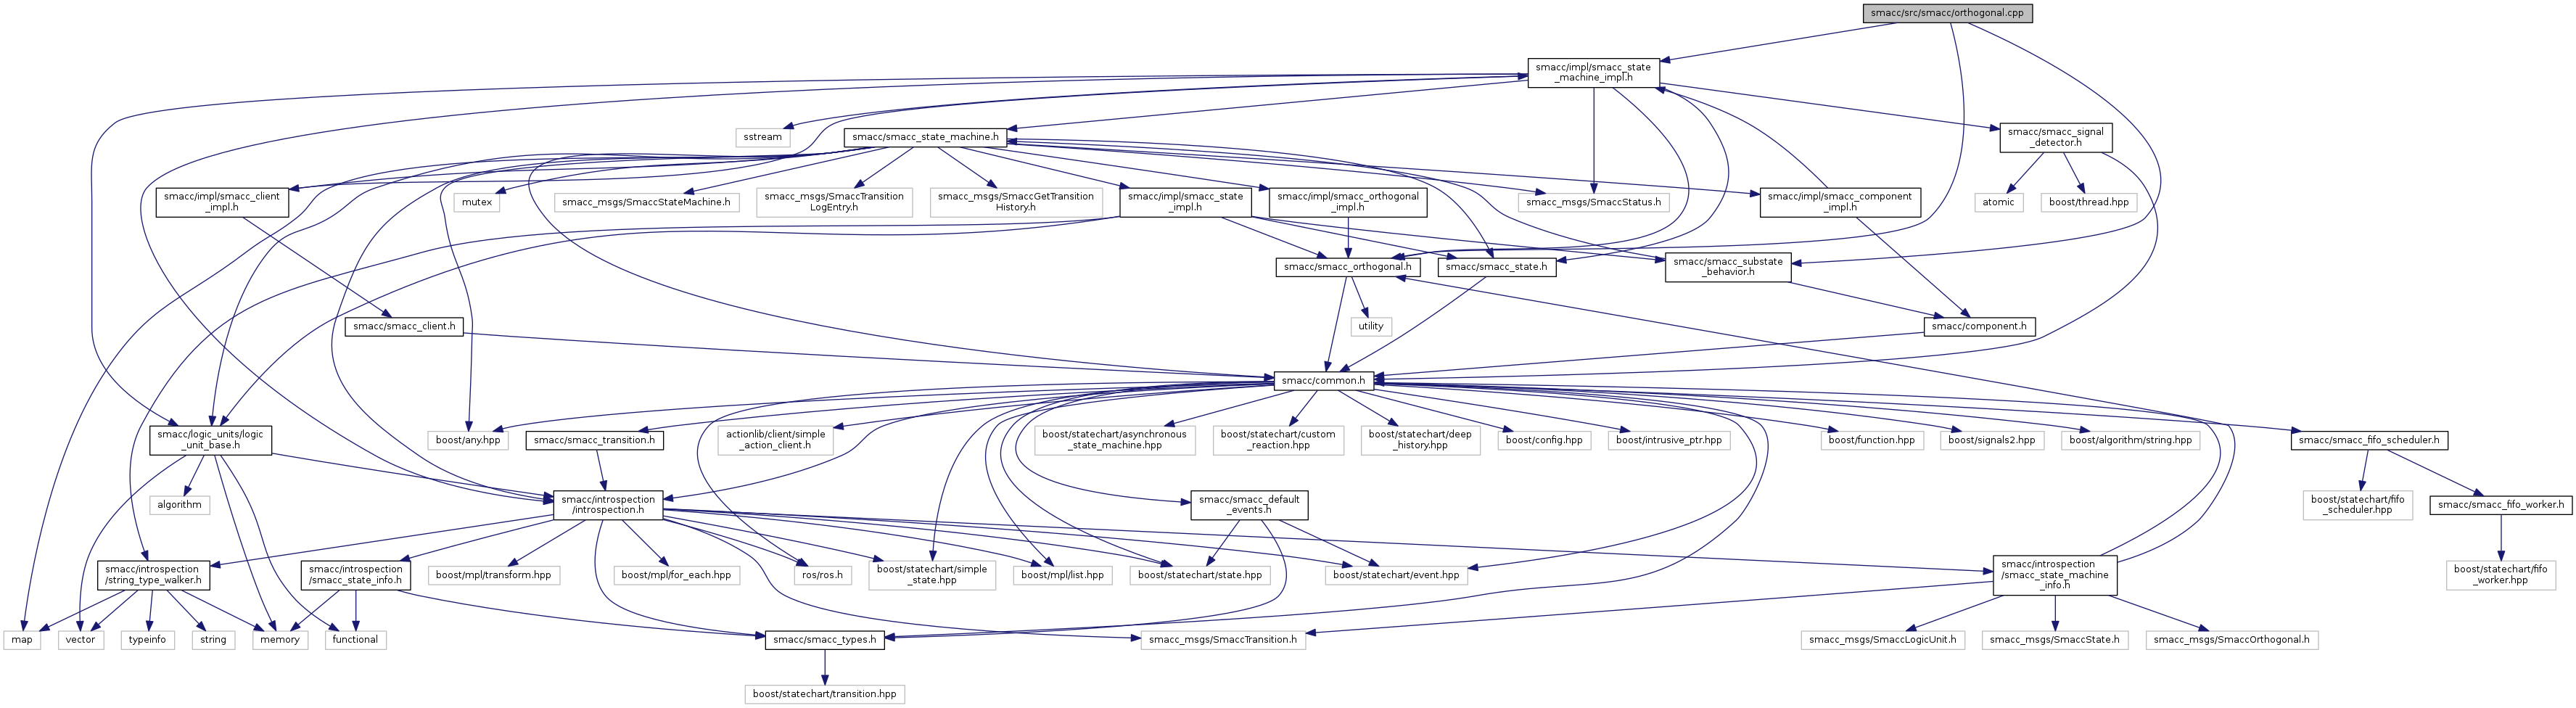 smacc/src/smacc/orthogonal.cpp
smacc/impl/smacc_state
_machine_impl.h
sstream
smacc/smacc_state_machine.h
smacc/smacc_signal
_detector.h
smacc/impl/smacc_client
_impl.h
mutex
smacc_msgs/SmaccStateMachine.h
smacc_msgs/SmaccTransition
LogEntry.h
smacc_msgs/SmaccGetTransition
History.h
smacc/impl/smacc_state
_impl.h
smacc/impl/smacc_orthogonal
_impl.h
smacc_msgs/SmaccStatus.h
smacc/impl/smacc_component
_impl.h
atomic
boost/thread.hpp
smacc/smacc_orthogonal.h
smacc/smacc_state.h
smacc/smacc_substate
_behavior.h
smacc/smacc_client.h
utility
smacc/component.h
smacc/common.h
smacc/logic_units/logic
_unit_base.h
boost/any.hpp
smacc/smacc_transition.h
actionlib/client/simple
_action_client.h
boost/statechart/asynchronous
_state_machine.hpp
boost/statechart/custom
_reaction.hpp
boost/statechart/deep
_history.hpp
boost/config.hpp
boost/intrusive_ptr.hpp
boost/function.hpp
boost/signals2.hpp
boost/algorithm/string.hpp
smacc/smacc_fifo_scheduler.h
algorithm
smacc/introspection
/introspection.h
smacc/smacc_default
_events.h
boost/statechart/fifo
_scheduler.hpp
smacc/smacc_fifo_worker.h
smacc/introspection
/string_type_walker.h
smacc/introspection
/smacc_state_info.h
boost/mpl/transform.hpp
boost/mpl/for_each.hpp
ros/ros.h
boost/statechart/simple
_state.hpp
boost/mpl/list.hpp
boost/statechart/state.hpp
boost/statechart/event.hpp
smacc/introspection
/smacc_state_machine
_info.h
boost/statechart/fifo
_worker.hpp
map
vector
typeinfo
string
memory
functional
smacc/smacc_types.h
smacc_msgs/SmaccTransition.h
smacc_msgs/SmaccLogicUnit.h
smacc_msgs/SmaccState.h
smacc_msgs/SmaccOrthogonal.h
boost/statechart/transition.hpp